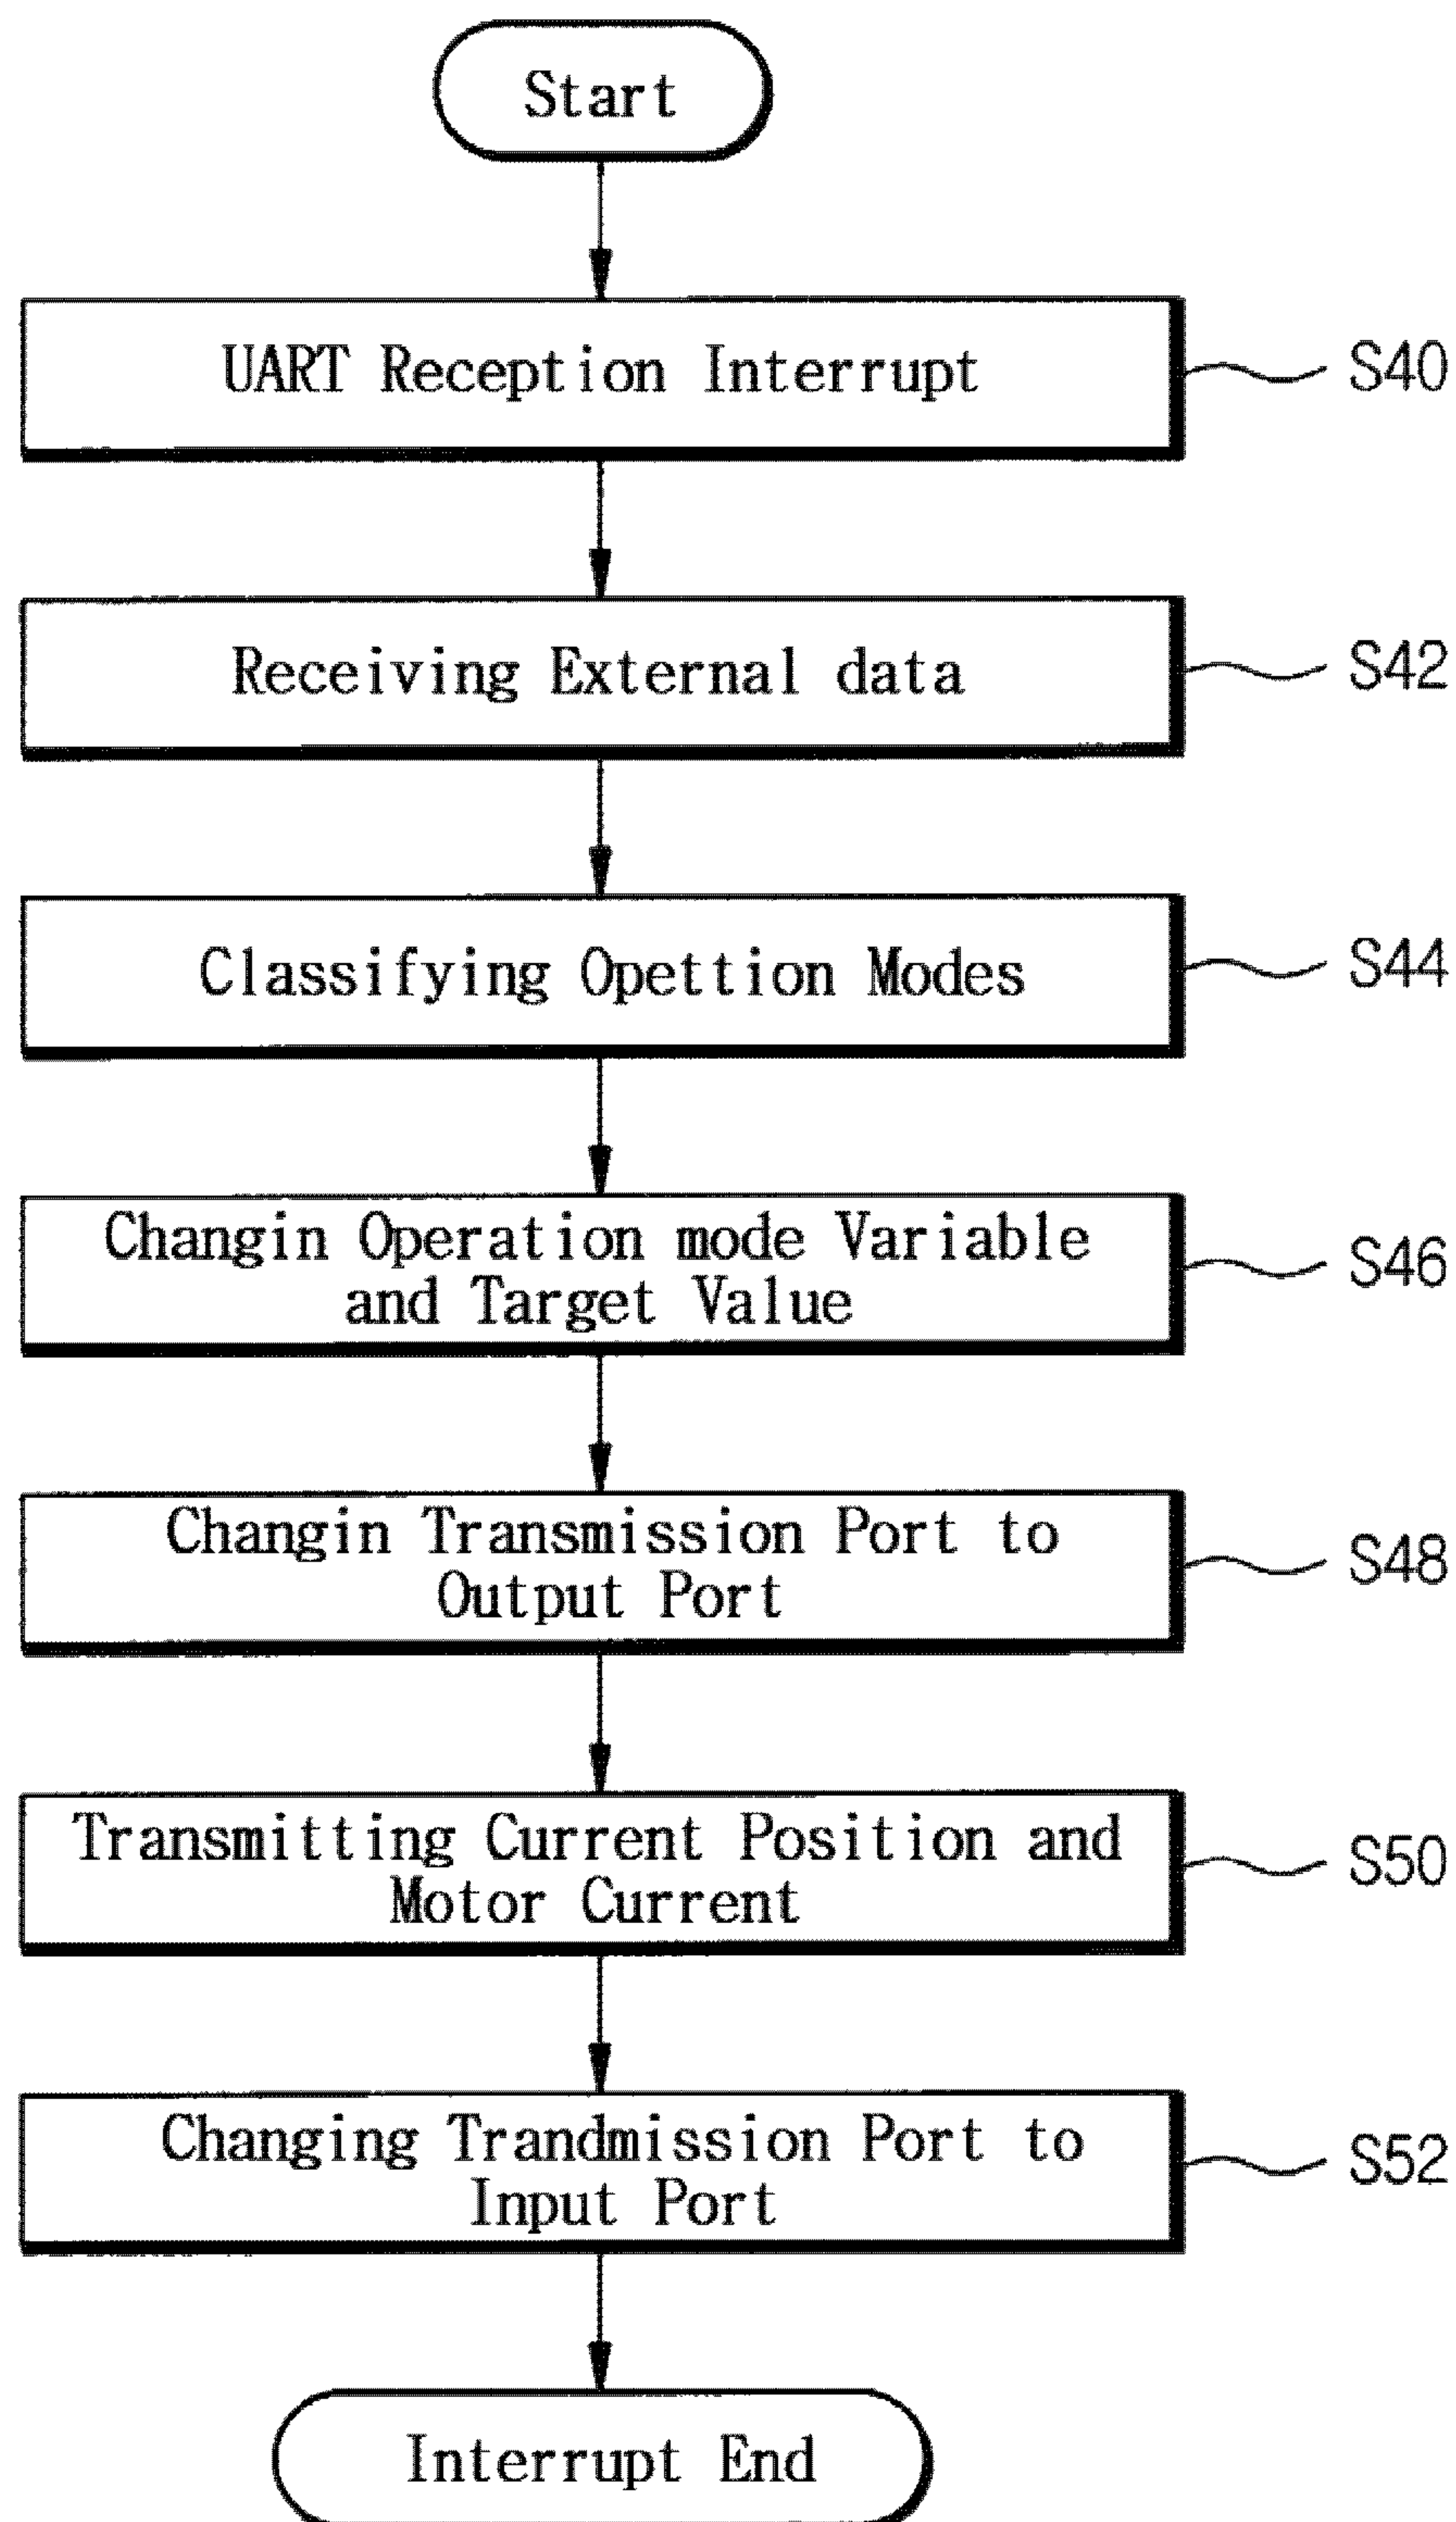 Start
UART Reception Interrupt
S40
Receiving External data
S42
Classifying Opettion Modes
S44
Changin Operation mode Variable
and Target Value
S46
Changin Transmission Port to
Output Port
S48
Transmitting Current Position and
Motor Current
S50
Changing Trandmission Port to
Input Port
S52
Interrupt End